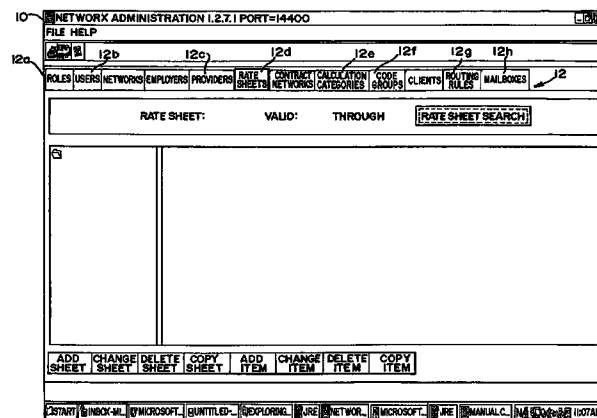 10
NETWORX ADMINISTRATION 1.2.7.1 PORT=14400
FILE HELP
12a 12b 12c 12d 12e 12f 12g 12h
ROLES USERS NETWORKS EMPLOYERS PROVIDERS RATE SHEETS CONTRACT NETWORKS CALCULATION CATEGORIES CODE GROUPS CLIENTS ROUTING RULES MAILBOXES 12
RATE SHEET: VALID: THROUGH RATE SHEET SEARCH
ADD SHEET CHANGE SHEET DELETE SHEET COPY SHEET ADD ITEM CHANGE ITEM DELETE ITEM COPY ITEM
START INBOX-MI... MICROSOFT... UNTITLED-... EXPLORING... JRE NETWOR... MICROSOFT... JRE MANUAL C... 11:07A